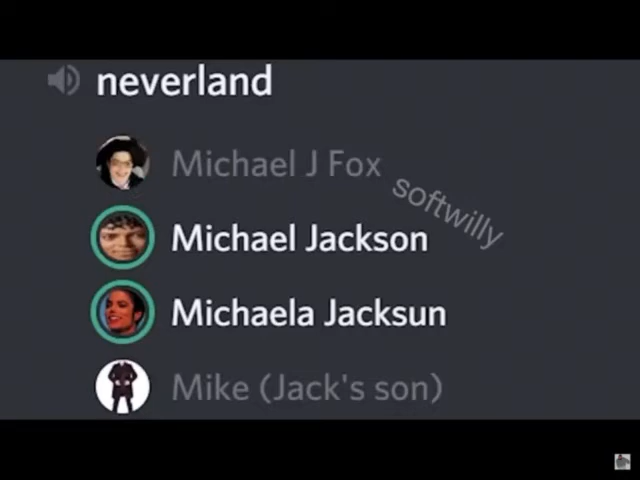 neverland
Michael J Fox
softwilly
Michael Jackson
Michaela Jacksun
Mike (Jack's son)